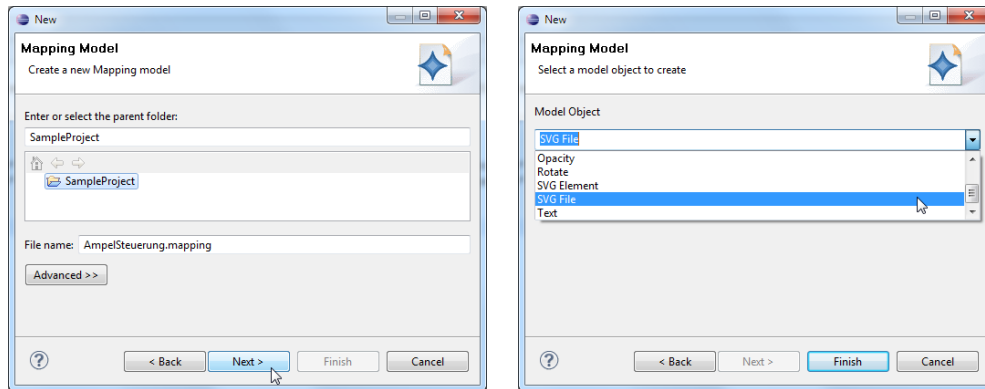 New
Mapping Model
Create a new Mapping model
Enter or select the parent folder:
SampleProject
SampleProject
File name: AmpelSteuerung.mapping
Advanced >>
< Back Next > Finish Cancel
New
Mapping Model
Select a model object to create
Model Object
SVG File
Opacity
Rotate
SVG Element
SVG File
Text
< Back Next > Finish Cancel